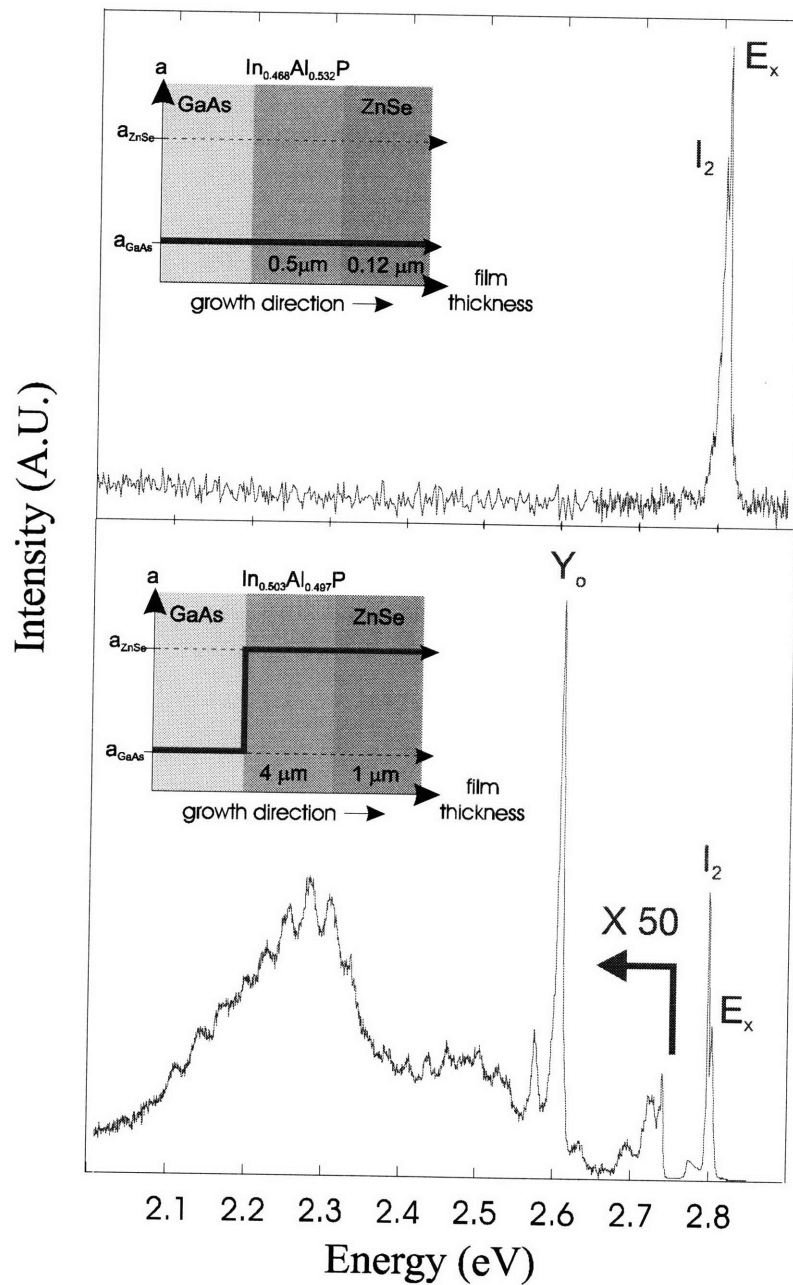 Intensity (A.U.)
a
In0.468Al0.532P
GaAs
ZnSe
aZnSe
aGaAs
0.5μm
0.12 μm
film
thickness
growth direction
Ex
I2
a
In0.503Al0.497P
GaAs
ZnSe
aZnSe
aGaAs
4 μm
1 μm
film
thickness
growth direction
Yo
I2
X 50
Ex
2.1 2.2 2.3 2.4 2.5 2.6 2.7 2.8
Energy (eV)